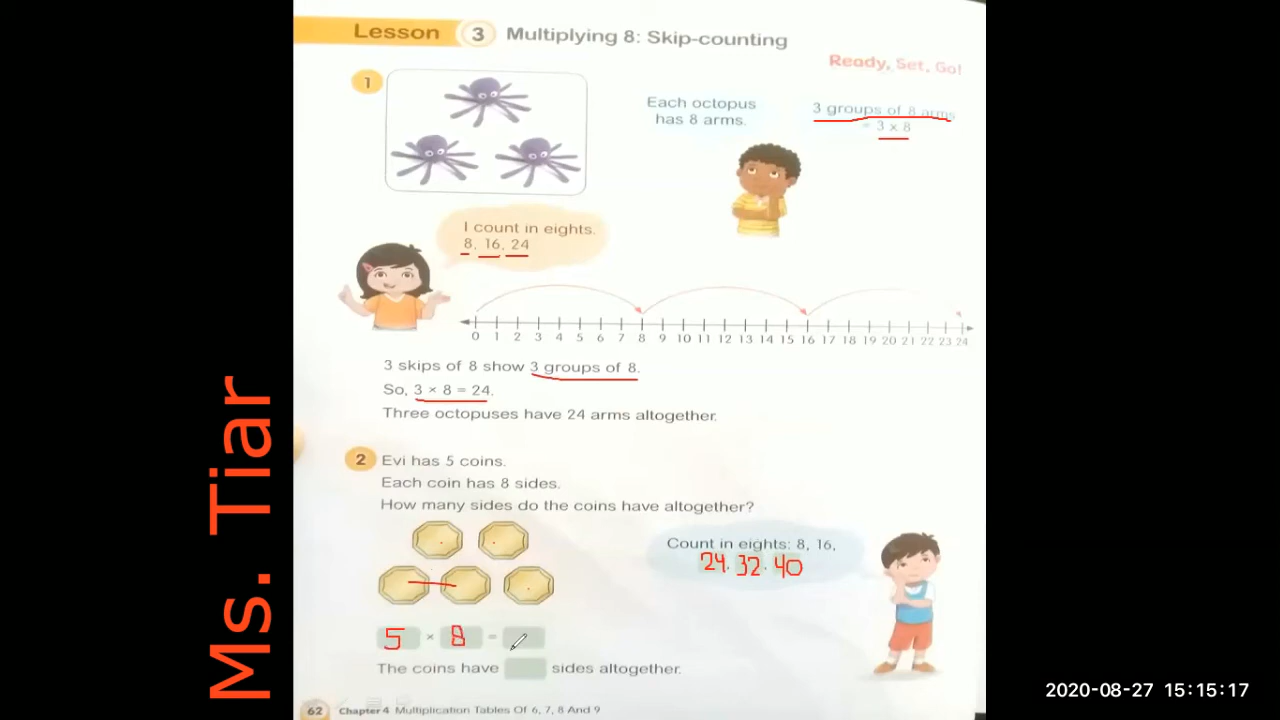 Lesson 3 Multiplying 8: Skip-counting
Ready, Set, Go!
1
Each octopus
has 8 arms.
3 groups of 8 arms
= 3 x 8
I count in eights.
8, 16, 24
0 1 2 3 4 5 6 7 8 9 10 11 12 13 14 15 16 17 18 19 20 21 22 23 24
3 skips of 8 show 3 groups of 8.
So, 3 × 8 = 24.
Three octopuses have 24 arms altogether.
2 Evi has 5 coins.
Each coin has 8 sides.
How many sides do the coins have altogether?
Count in eights: 8, 16,
24, 32, 40
5 × 8 =
The coins have sides altogether.
62 Chapter 4 Multiplication Tables Of 6, 7, 8 And 9
Ms. Tiar
2020-08-27 15:15:17